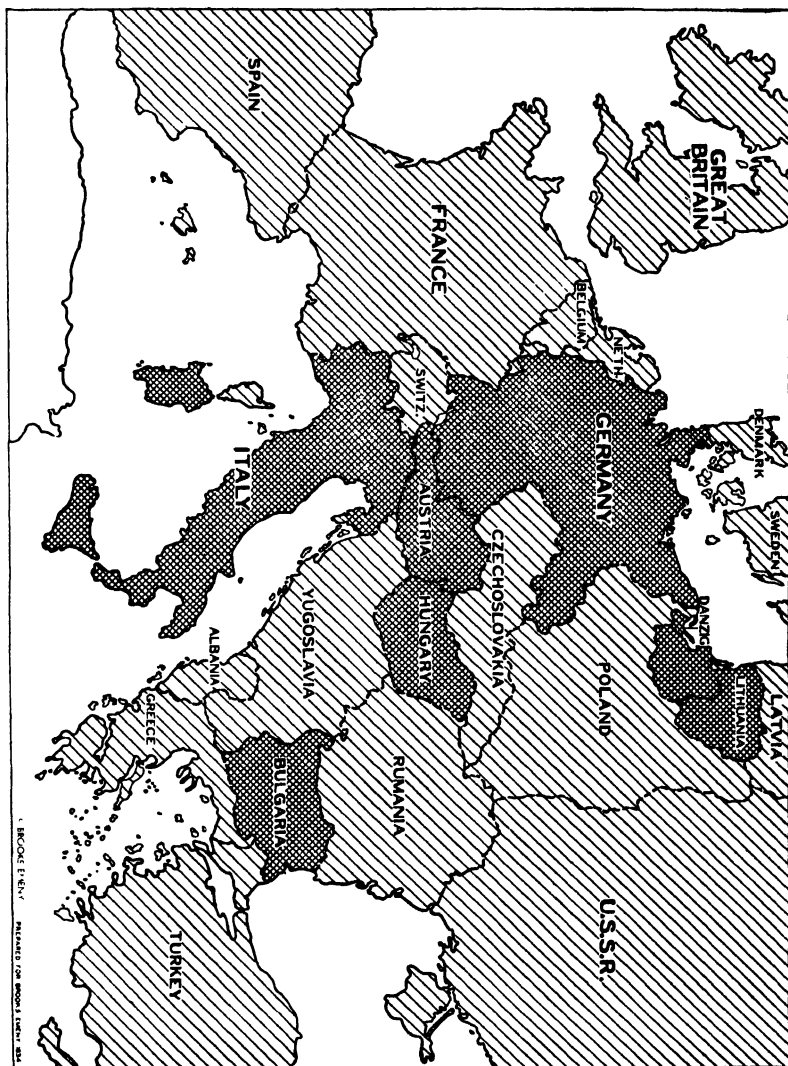 GREAT
BRITAIN
DENMARK
SWEDEN
LATVIA
LITHUANIA
DANZIG
NETH.
BELGIUM
GERMANY
POLAND
U.S.S.R.
FRANCE
SWITZ.
AUSTRIA
CZECHOSLOVAKIA
HUNGARY
RUMANIA
SPAIN
ITALY
YUGOSLAVIA
ALBANIA
BULGARIA
GREECE
TURKEY
© BROOKS EMENY PREPARED FOR BROOKS EMENY 1934